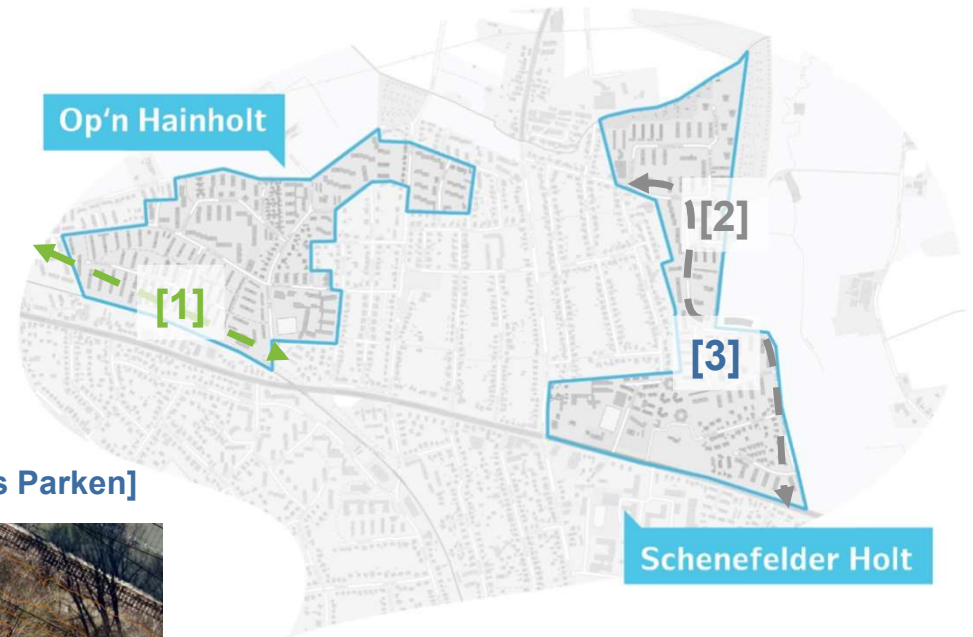 Op‘n Hainholt
[1]
[2]
[3]
s Parken]
Schenefelder Holt